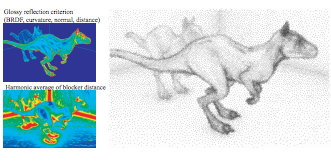 Glossy reflection criterion
(BRDF, curvature, normal, distance)
Harmonic average of blocker distance